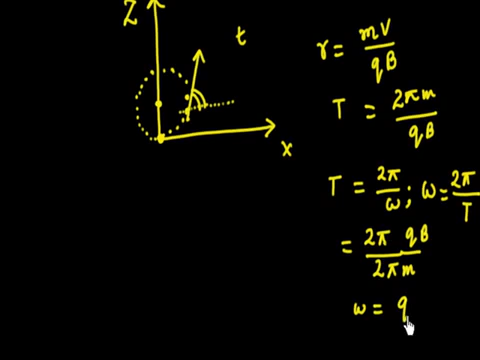 Z
t
x
r = mV / qB
T = 2πm / qB
T = 2π / ω ; ω = 2π / T
= 2π qB / 2πm
ω = q